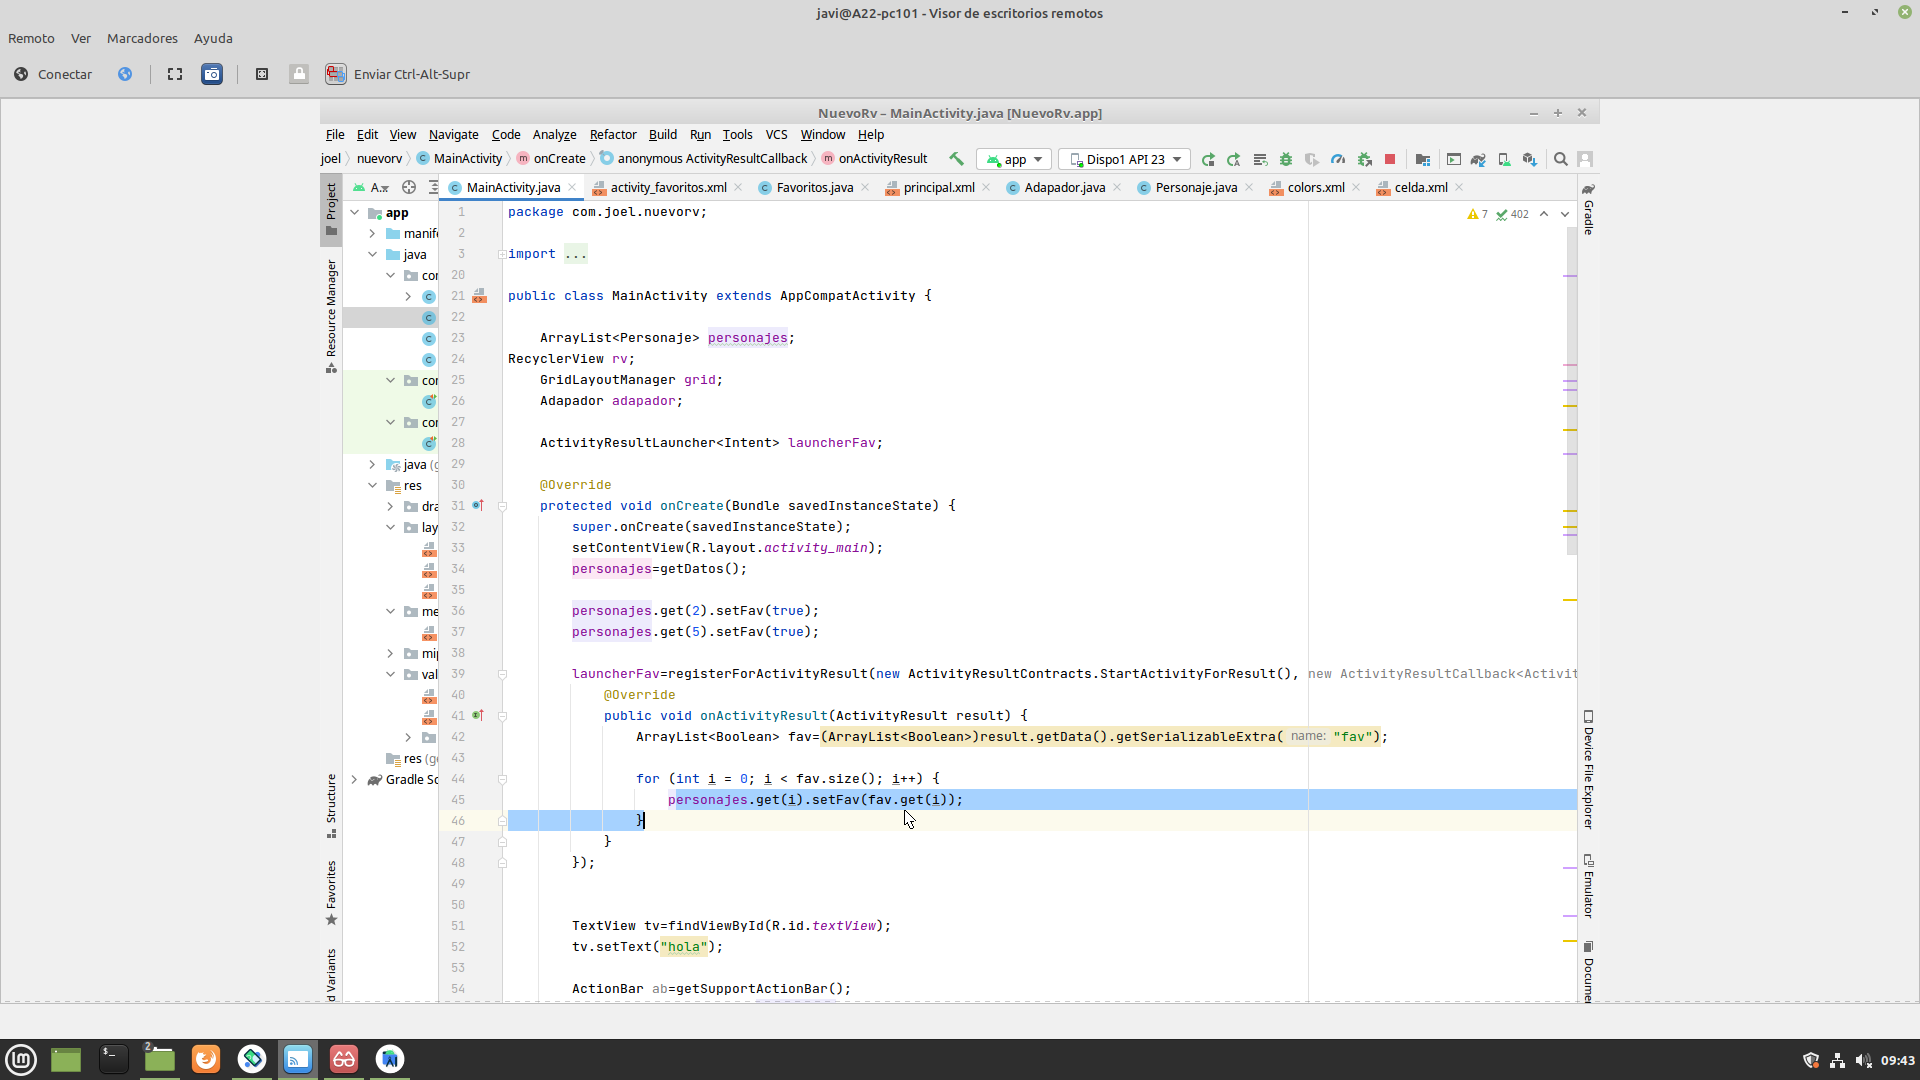 javi@A22-pc101 - Visor de escritorios remotos
Remoto Ver Marcadores Ayuda
Conectar Enviar Ctrl-Alt-Supr
NuevoRv – MainActivity.java [NuevoRv.app]
File Edit View Navigate Code Analyze Refactor Build Run Tools VCS Window Help
joel nuevorv MainActivity onCreate anonymous ActivityResultCallback onActivityResult app Dispo1 API 23
A... MainActivity.java activity_favoritos.xml Favoritos.java principal.xml Adapador.java Personaje.java colors.xml celda.xml
Project
Resource Manager
Structure
Favorites
d Variants
app
manife
java
con
con
con
java (g
res
dra
lay
me
mip
val
res (ge
Gradle Sc
7 402
1 package com.joel.nuevorv;
2
3 import ...
20
21 public class MainActivity extends AppCompatActivity {
22
23 ArrayList<Personaje> personajes;
24 RecyclerView rv;
25 GridLayoutManager grid;
26 Adapador adapador;
27
28 ActivityResultLauncher<Intent> launcherFav;
29
30 @Override
31 protected void onCreate(Bundle savedInstanceState) {
32 super.onCreate(savedInstanceState);
33 setContentView(R.layout.activity_main);
34 personajes=getDatos();
35
36 personajes.get(2).setFav(true);
37 personajes.get(5).setFav(true);
38
39 launcherFav=registerForActivityResult(new ActivityResultContracts.StartActivityForResult(), new ActivityResultCallback<Activit
40 @Override
41 public void onActivityResult(ActivityResult result) {
42 ArrayList<Boolean> fav=(ArrayList<Boolean>)result.getData().getSerializableExtra( name: "fav");
43
44 for (int i = 0; i < fav.size(); i++) {
45 personajes.get(i).setFav(fav.get(i));
46 }
47 }
48 });
49
50
51 TextView tv=findViewById(R.id.textView);
52 tv.setText("hola");
53
54 ActionBar ab=getSupportActionBar();
Gradle
Device File Explorer
Emulator
Docume
2
09:43